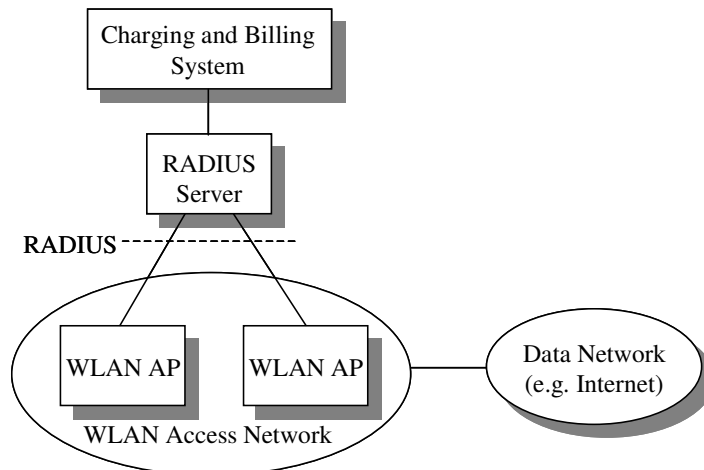 Charging and Billing
System
RADIUS
Server
RADIUS
WLAN AP
WLAN AP
WLAN Access Network
Data Network
(e.g. Internet)